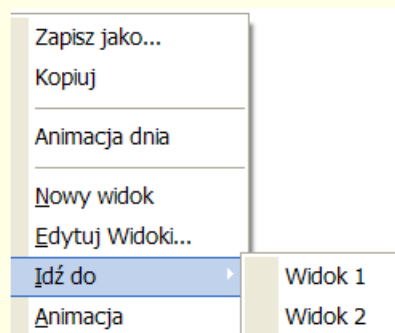 Zapisz jako...
Kopiuj
Animacja dnia
Nowy widok
Edytuj Widoki...
Idź do
Widok 1
Animacja
Widok 2